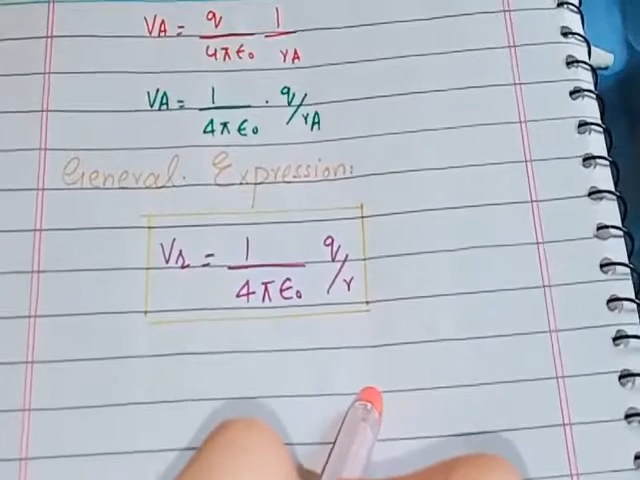 VA = q/4πε₀ 1/rA
VA = 1/4πε₀ · q/rA
General. Expression:
Vr = 1/4πε₀ q/r